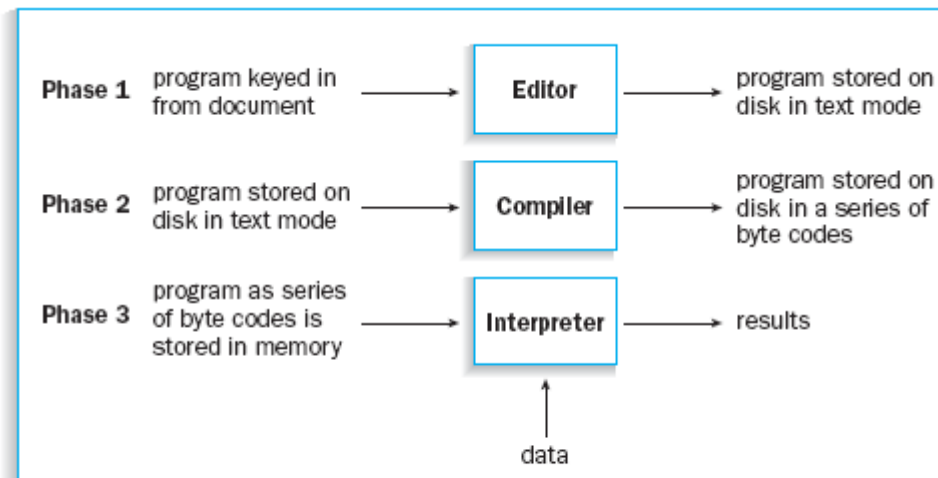 Phase 1
program keyed in
from document
Editor
program stored on
disk in text mode
Phase 2
program stored on
disk in text mode
Compiler
program stored on
disk in a series of
byte codes
Phase 3
program as series
of byte codes is
stored in memory
Interpreter
results
data